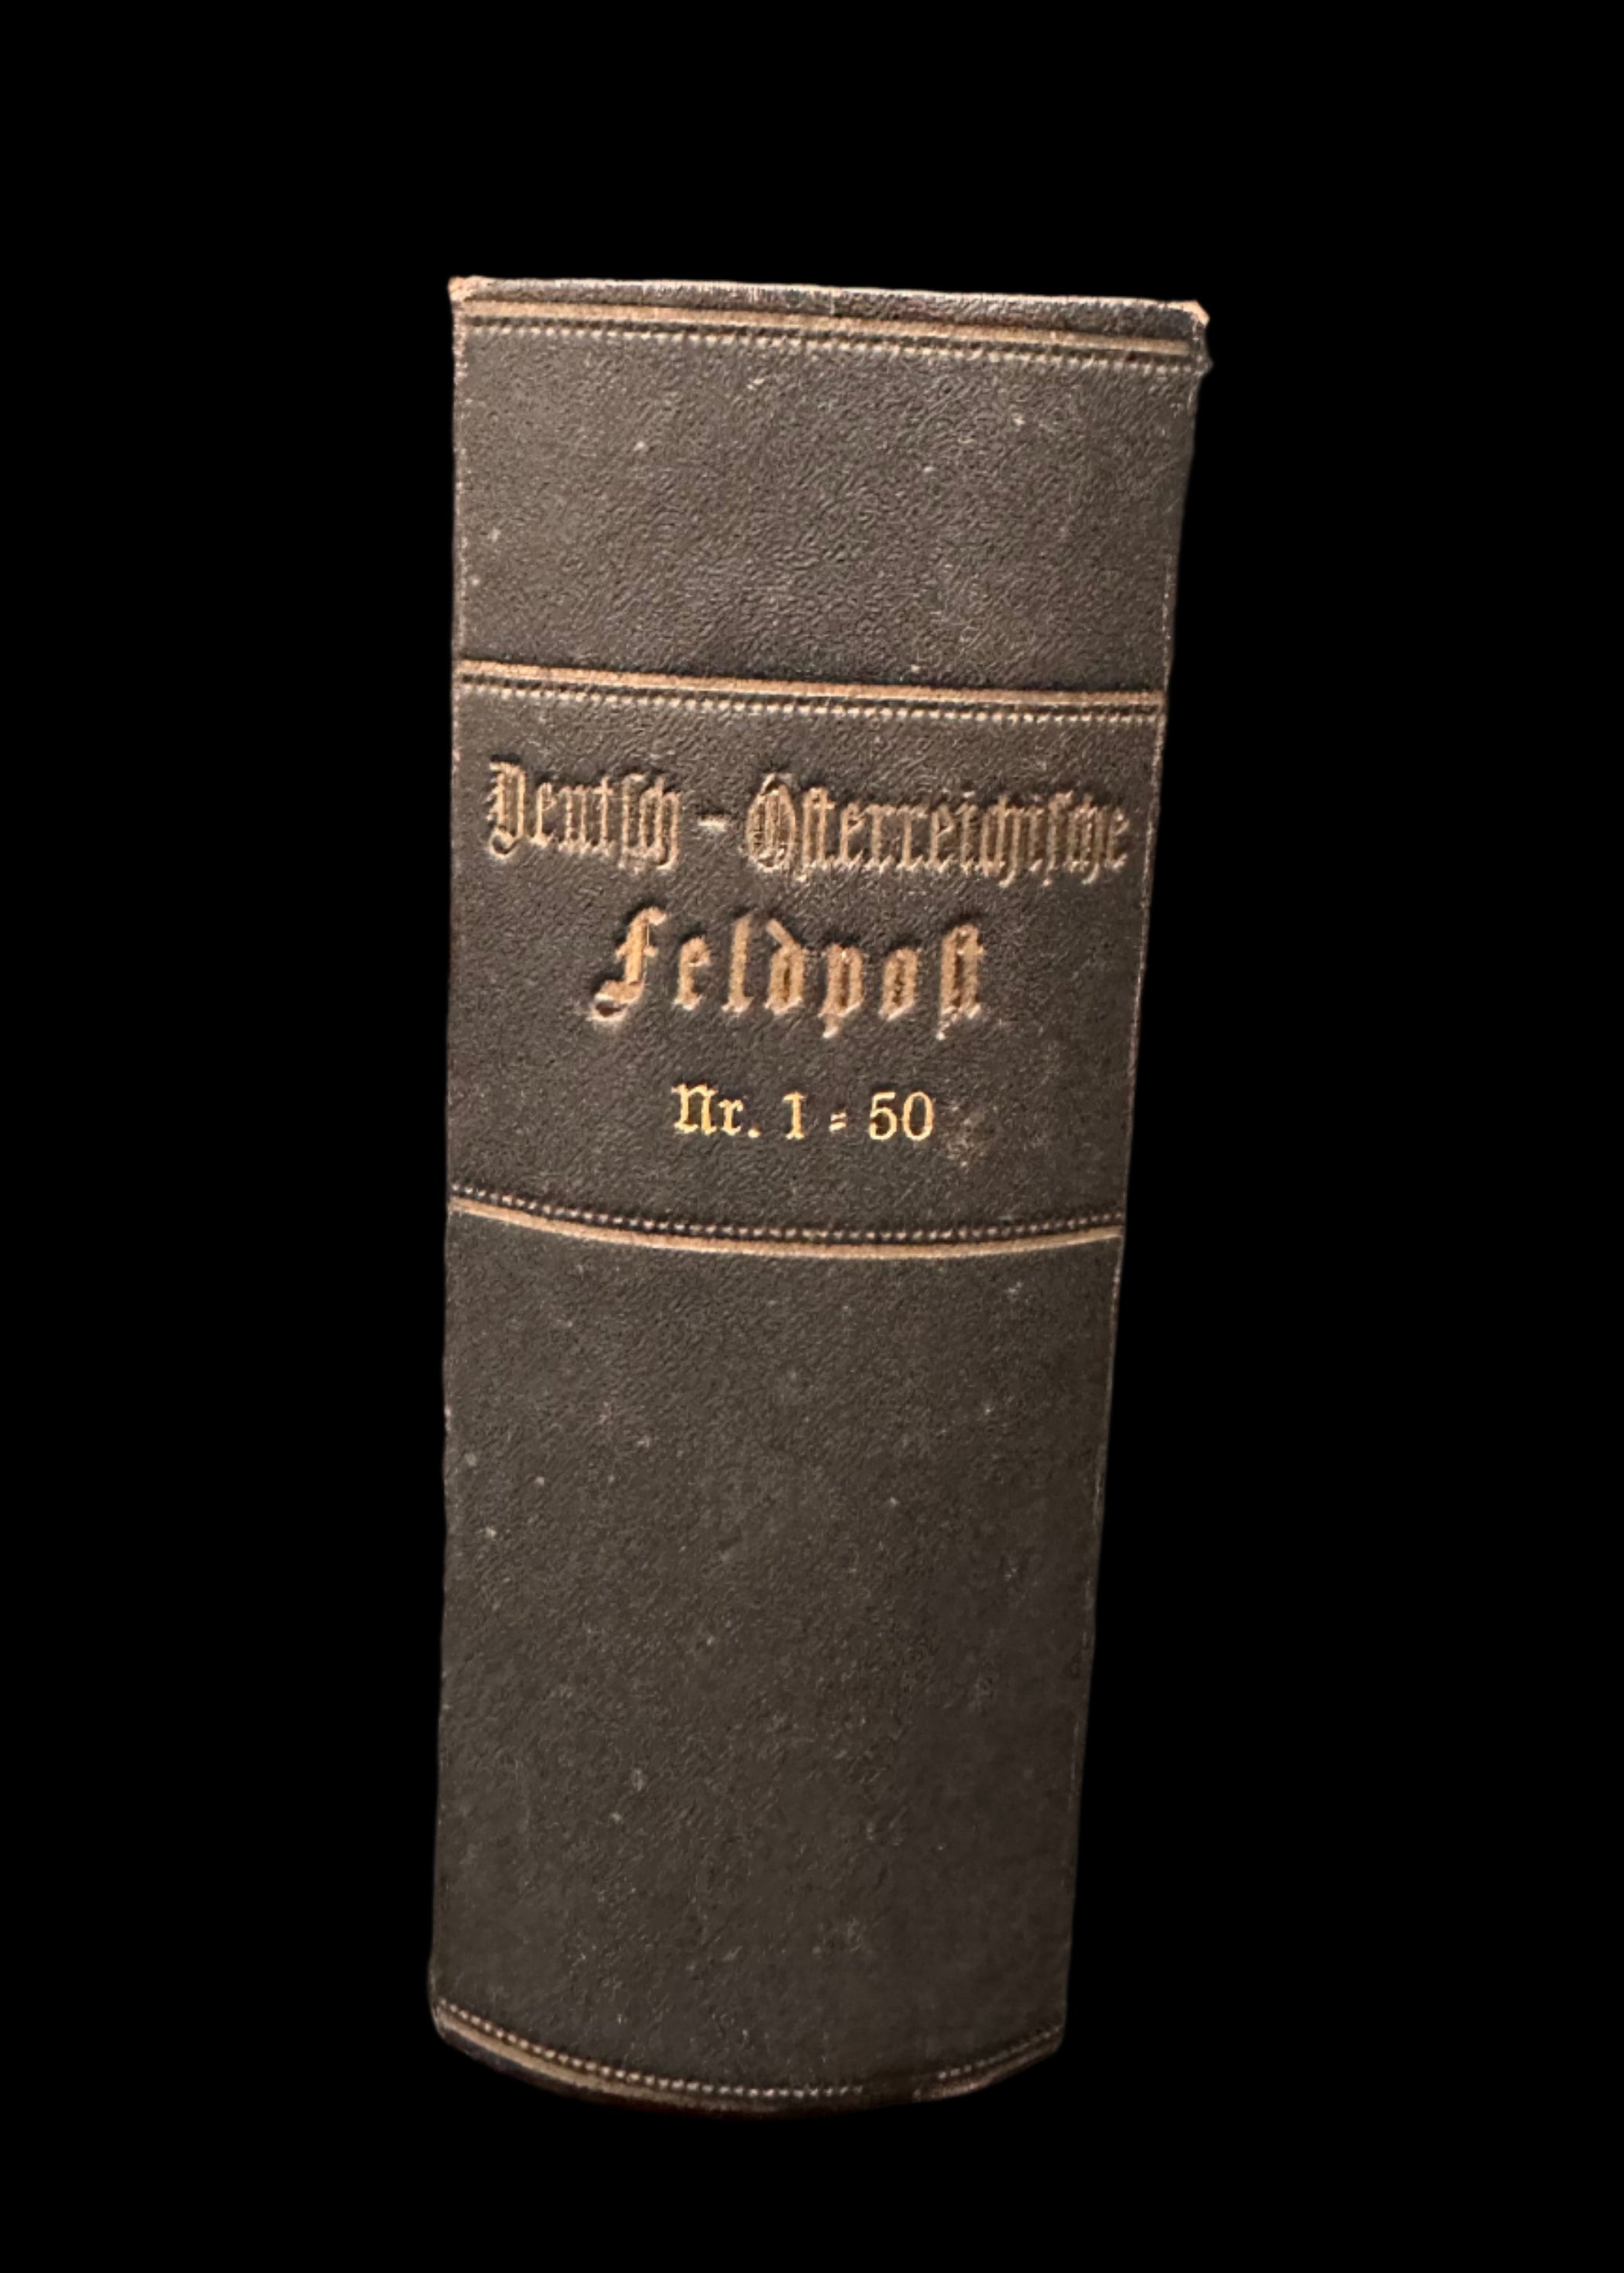 Deutsch - Österreichische
Feldpost
Nr. 1 = 50